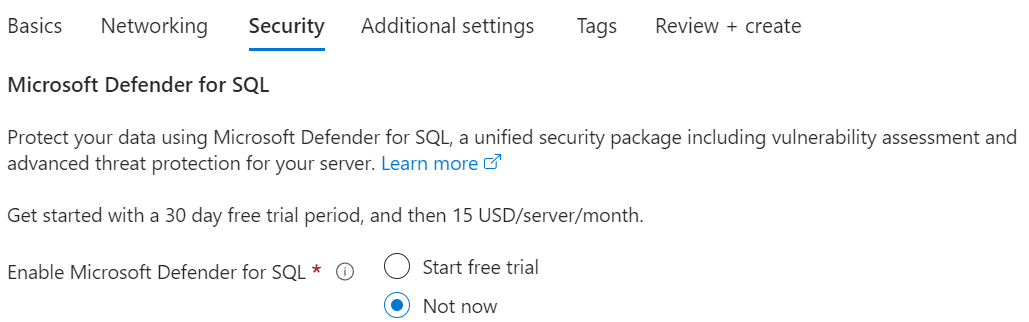 Basics Networking Security Additional settings Tags Review + create
Microsoft Defender for SQL
Protect your data using Microsoft Defender for SQL, a unified security package including vulnerability assessment and
advanced threat protection for your server. Learn more
Get started with a 30 day free trial period, and then 15 USD/server/month.
Enable Microsoft Defender for SQL * Start free trial
Not now